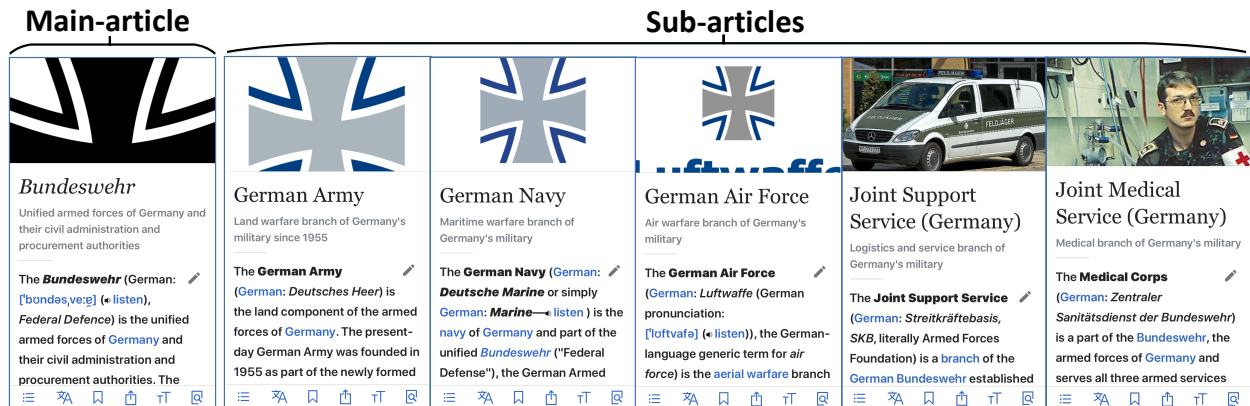 Main-article
Sub-articles
Bundeswehr
Unified armed forces of Germany and
their civil administration and
procurement authorities
The Bundeswehr (German:
[ˈbʊndəsˌveːɐ̯] (listen),
Federal Defence) is the unified
armed forces of Germany and
their civil administration and
procurement authorities. The
German Army
Land warfare branch of Germany's
military since 1955
The German Army
(German: Deutsches Heer) is
the land component of the armed
forces of Germany. The present-
day German Army was founded in
1955 as part of the newly formed
German Navy
Maritime warfare branch of
Germany's military
The German Navy (German:
Deutsche Marine or simply
German: Marine—listen ) is the
navy of Germany and part of the
unified Bundeswehr ("Federal
Defense"), the German Armed
Luftwaffe
German Air Force
Air warfare branch of Germany's
military
The German Air Force
(German: Luftwaffe (German
pronunciation:
[ˈlʊftvafə] (listen)), the German-
language generic term for air
force) is the aerial warfare branch
FELDJÄGER
FELDJÄGER
Joint Support
Service (Germany)
Logistics and service branch of
Germany's military
The Joint Support Service
(German: Streitkräftebasis,
SKB, literally Armed Forces
Foundation) is a branch of the
German Bundeswehr established
Joint Medical
Service (Germany)
Medical branch of Germany's military
The Medical Corps
(German: Zentraler
Sanitätsdienst der Bundeswehr)
is a part of the Bundeswehr, the
armed forces of Germany and
serves all three armed services